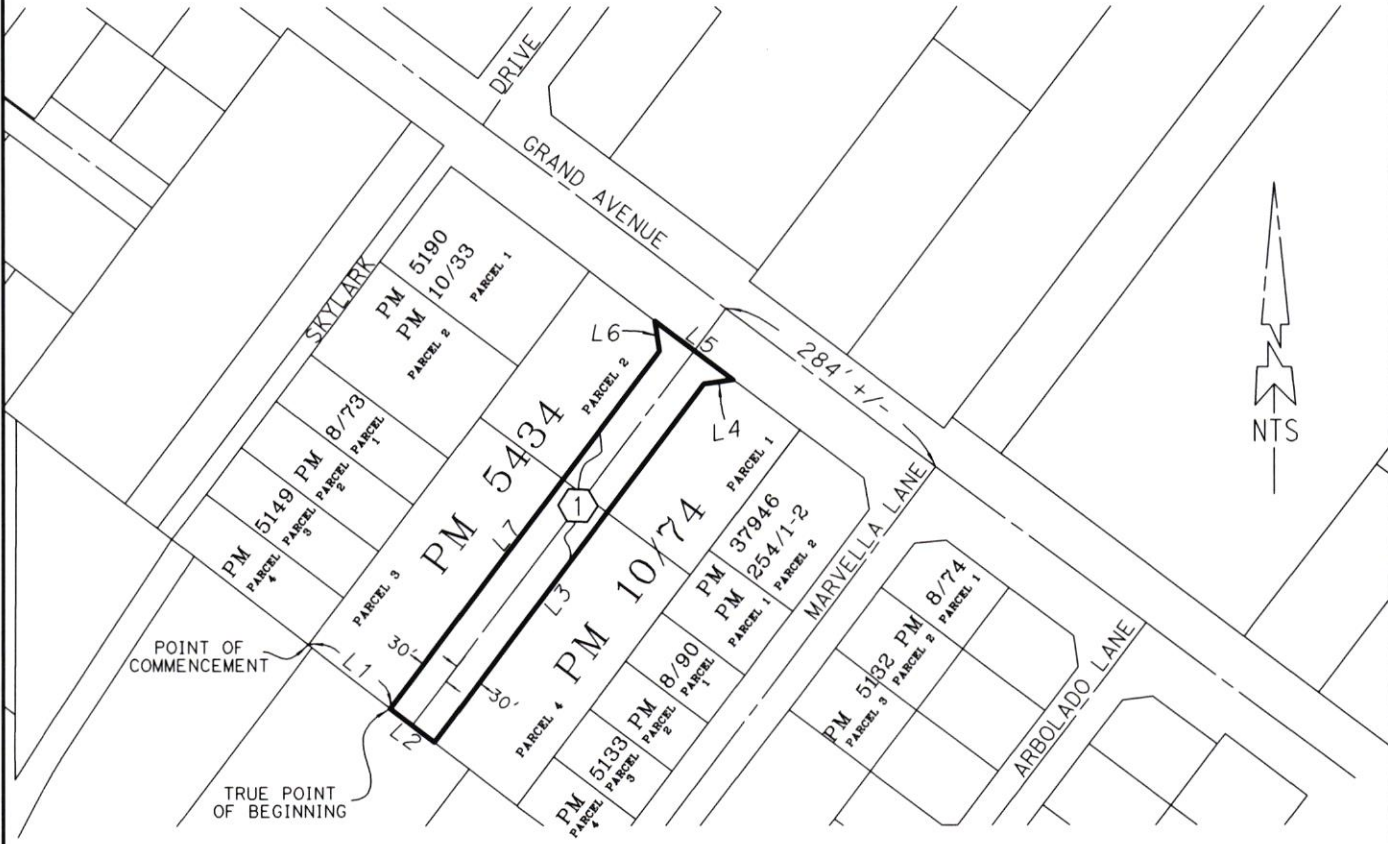 DRIVE
GRAND AVENUE
SKYLARK
PM 5190
PM 10/33
PARCEL 1
PARCEL 2
L6
L5
284' +/-
L4
NTS
PM 5149 PM 8/73
PARCEL 4
PARCEL 3
PARCEL 2
PARCEL 1
PM 5434
PARCEL 2
PARCEL 3
L7
1
L3
30'
30'
PM 10/74
PARCEL 1
PARCEL 4
PM 37946
PM 254/1-2
PARCEL 1
PARCEL 2
MARVELLA LANE
PM 5133 PM 8/90
PARCEL 4
PARCEL 3
PARCEL 2
PARCEL 1
PM 5132 PM 8/74
PARCEL 3
PARCEL 2
PARCEL 1
ARBOLADO LANE
POINT OF
COMMENCEMENT
L1
L2
TRUE POINT
OF BEGINNING